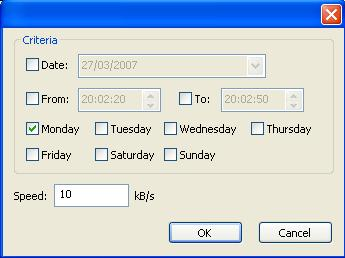 Criteria
Date: 27/03/2007
From: 20:02:20 To: 20:02:50
Monday Tuesday Wednesday Thursday
Friday Saturday Sunday
Speed: 10 kB/s
OK Cancel